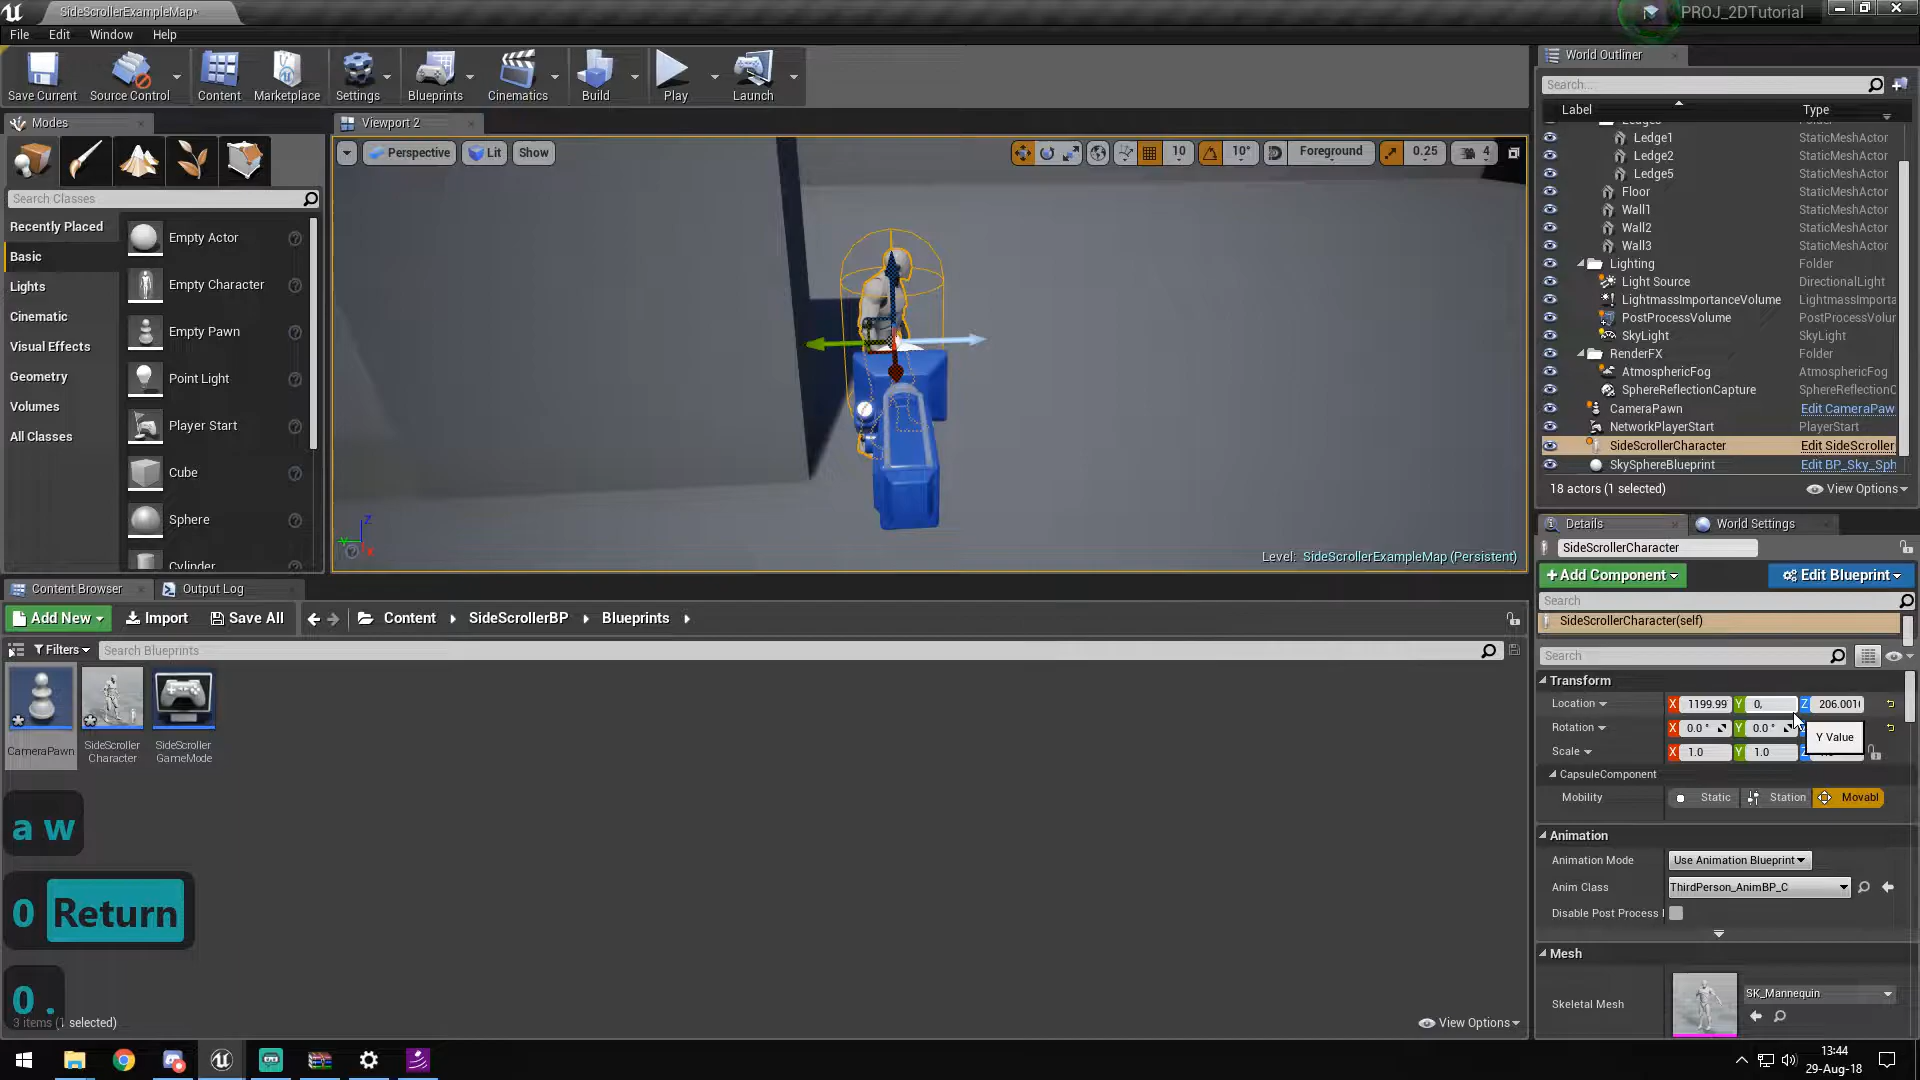 SideScrollerExampleMap*
PROJ_2DTutorial
File Edit Window Help
Save Current
Source Control
Content
Marketplace
Settings
Blueprints
Cinematics
Build
Play
Launch
Modes
Search Classes
Recently Placed
Basic
Lights
Cinematic
Visual Effects
Geometry
Volumes
All Classes
Empty Actor
Empty Character
Empty Pawn
Point Light
Player Start
Cube
Sphere
Cylinder
Viewport 2
Perspective Lit Show
10 10° Foreground 0.25 4
Level: SideScrollerExampleMap (Persistent)
World Outliner
Search...
Label Type
Ledge1 StaticMeshActor
Ledge2 StaticMeshActor
Ledge5 StaticMeshActor
Floor StaticMeshActor
Wall1 StaticMeshActor
Wall2 StaticMeshActor
Wall3 StaticMeshActor
Lighting Folder
Light Source DirectionalLight
LightmassImportanceVolume LightmassImporta
PostProcessVolume PostProcessVolur
SkyLight SkyLight
RenderFX Folder
AtmosphericFog AtmosphericFog
SphereReflectionCapture SphereReflectionC
CameraPawn Edit CameraPaw
NetworkPlayerStart PlayerStart
SideScrollerCharacter Edit SideScroller
SkySphereBlueprint Edit BP_Sky_Sph
18 actors (1 selected) View Options
Details World Settings
SideScrollerCharacter
+Add Component Edit Blueprint
Search
SideScrollerCharacter(self)
Search
Transform
Location X 1199.99 Y 0, Z 206.001
Rotation X 0.0 ° Y 0.0 °
Y Value
Scale X 1.0 Y 1.0
CapsuleComponent
Mobility Static Station Movabl
Animation
Animation Mode Use Animation Blueprint
Anim Class ThirdPerson_AnimBP_C
Disable Post Process
Mesh
Skeletal Mesh SK_Mannequin
Content Browser Output Log
Add New Import Save All Content SideScrollerBP Blueprints
Filters Search Blueprints
CameraPawn
SideScroller
Character
SideScroller
GameMode
a w
0 Return
0 .
3 items (1 selected)
View Options
13:44
29-Aug-18